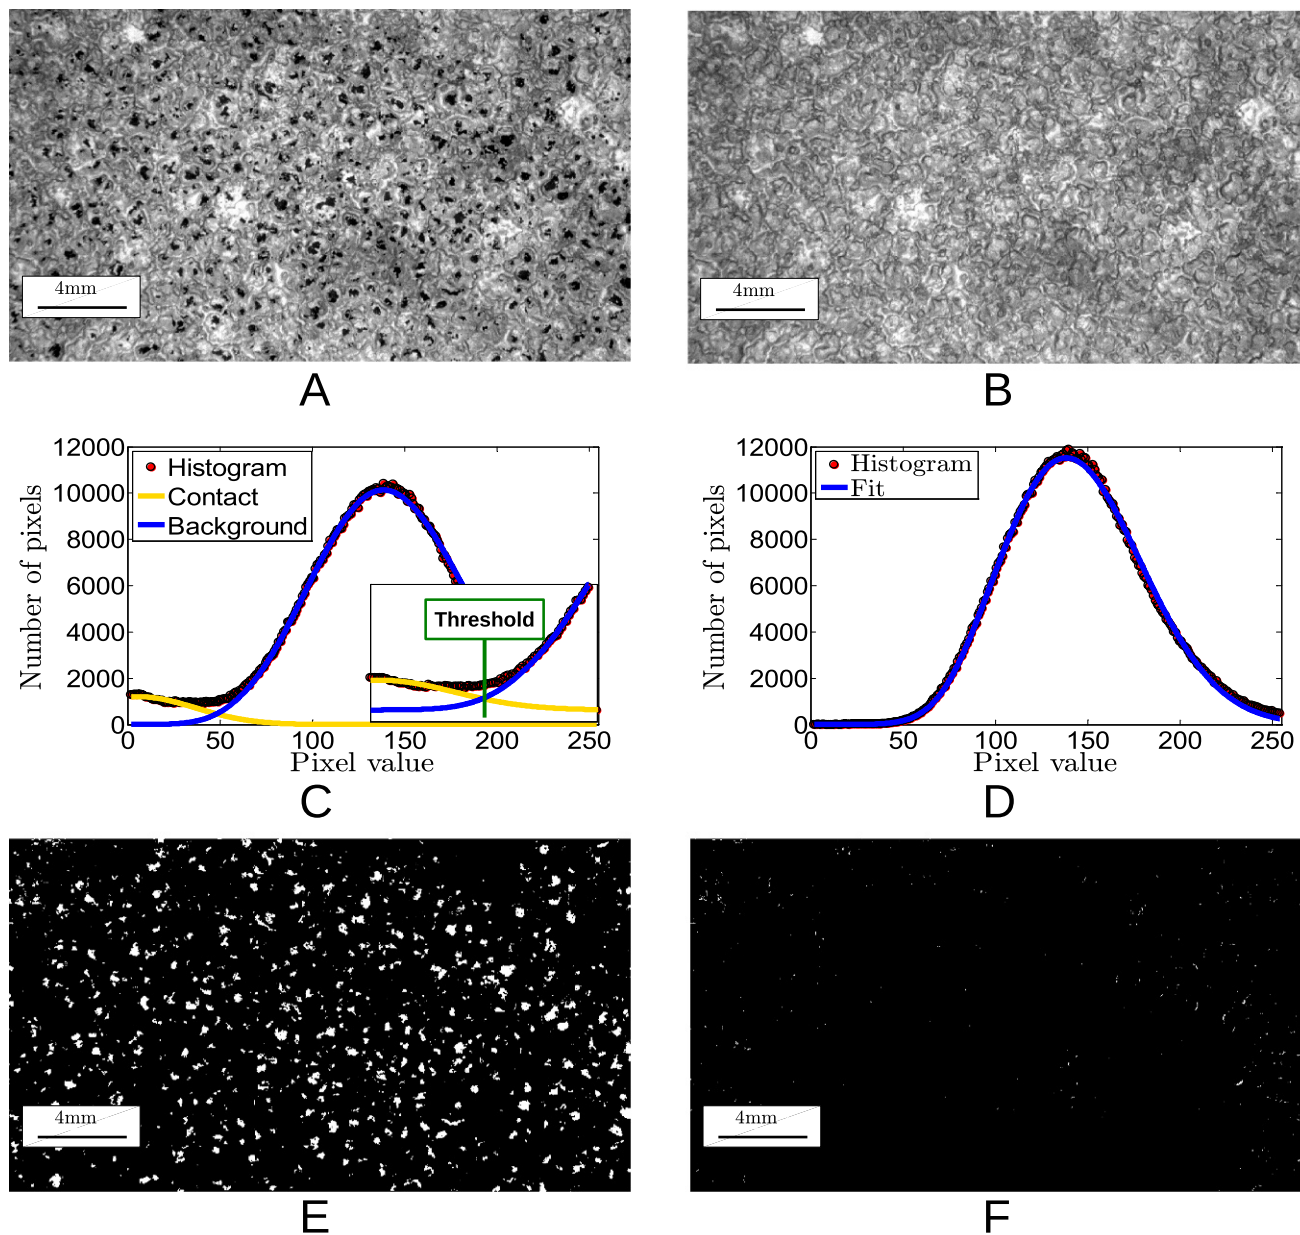 4mm
4mm
A
B
12000
10000
8000
6000
4000
2000
0
Number of pixels
Histogram
Contact
Background
Threshold
0 50 100 150 200 250
Pixel value
C
12000
10000
8000
6000
4000
2000
0
Number of pixels
Histogram
Fit
0 50 100 150 200 250
Pixel value
D
4mm
4mm
E
F